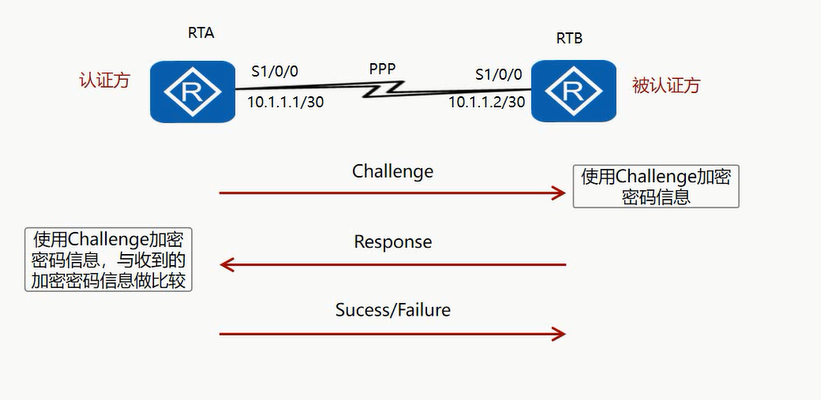 RTA
RTB
认证方
S1/0/0
PPP
S1/0/0
被认证方
R
R
10.1.1.1/30
10.1.1.2/30
Challenge
使用Challenge加密
密码信息
使用Challenge加密
密码信息，与收到的
加密密码信息做比较
Response
Sucess/Failure